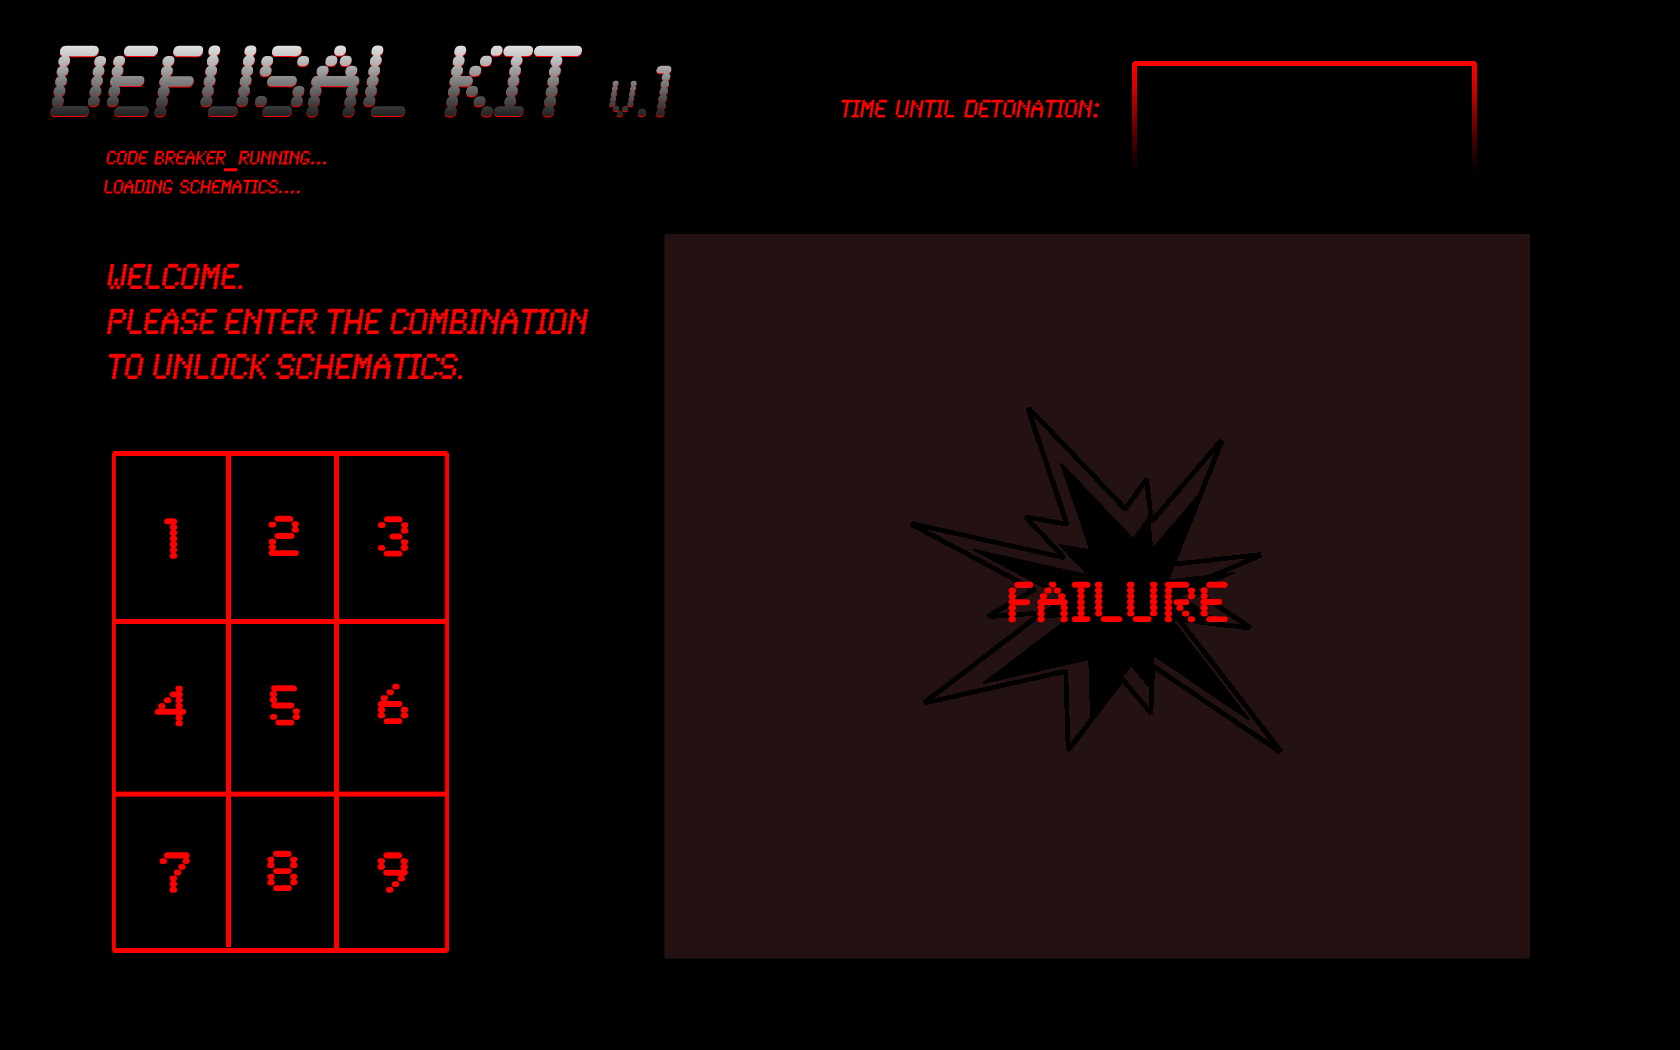 DEFUSAL KIT v.1
TIME UNTIL DETONATION:
CODE BREAKER_RUNNING...
LOADING SCHEMATICS....
WELCOME.
PLEASE ENTER THE COMBINATION
TO UNLOCK SCHEMATICS.
1 2 3
4 5 6
7 8 9
FAILURE